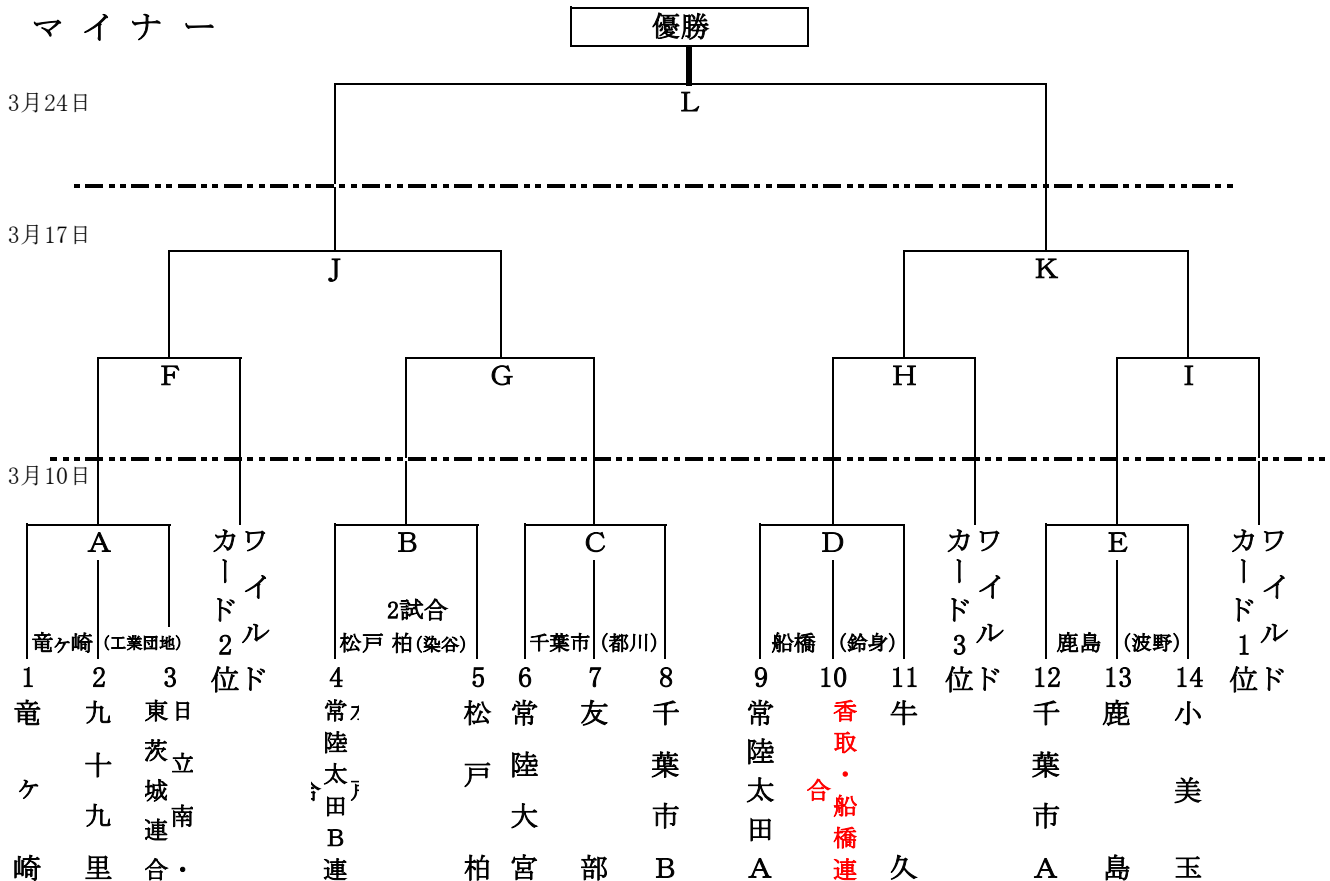 マイナー
優勝
3月24日
L
3月17日
J
K
F
G
H
I
3月10日
A
B
C
D
E
ワイルドカード2位
ワイルドカード3位
ワイルドカード1位
2試合
竜ヶ崎 (工業団地)
松戸 柏(染谷)
千葉市 (都川)
船橋 (鈴身)
鹿島 (波野)
1
2
3
4
5
6
7
8
9
10
11
12
13
14
竜ケ崎
九十九里
日立南・
東茨城連合
常陸太田B連
合
松戸柏
常陸大宮
友部
千葉市B
常陸太田A
香取・船橋連
合
牛久
千葉市A
鹿島
小美玉